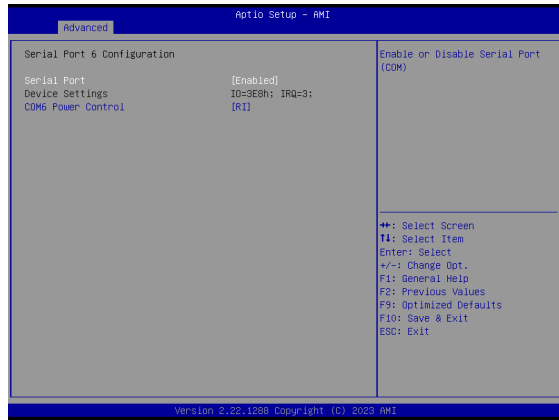 Aptio Setup - AMI
Advanced
Serial Port 6 Configuration
Serial Port [Enabled]
Device Settings IO=3E8h; IRQ=3;
COM6 Power Control [RI]
Enable or Disable Serial Port
(COM)
→←: Select Screen
↑↓: Select Item
Enter: Select
+/-: Change Opt.
F1: General Help
F2: Previous Values
F9: Optimized Defaults
F10: Save & Exit
ESC: Exit
Version 2.22.1288 Copyright (C) 2023 AMI